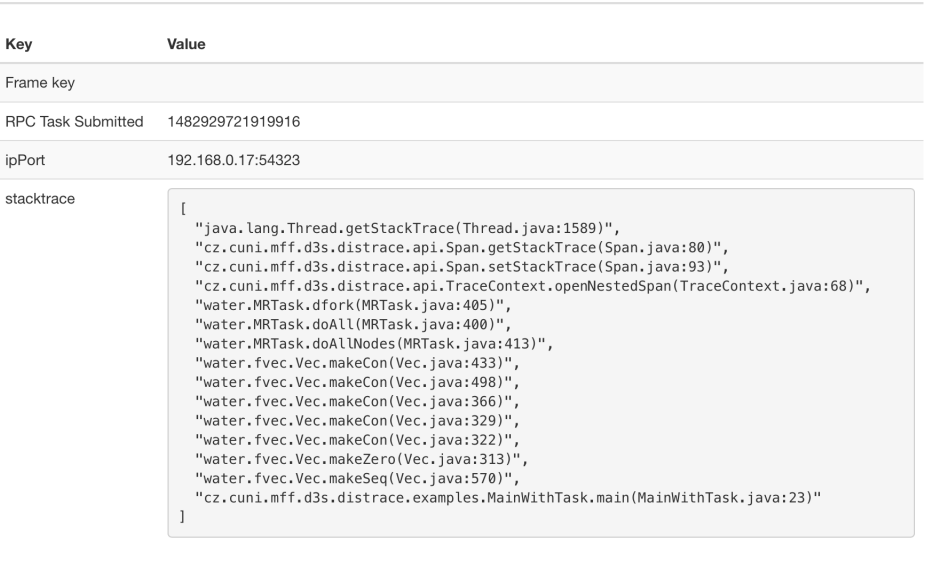 Key Value
Frame key
RPC Task Submitted 1482929721919916
ipPort 192.168.0.17:54323
stacktrace
[
"java.lang.Thread.getStackTrace(Thread.java:1589)",
"cz.cuni.mff.d3s.distrace.api.Span.getStackTrace(Span.java:80)",
"cz.cuni.mff.d3s.distrace.api.Span.setStackTrace(Span.java:93)",
"cz.cuni.mff.d3s.distrace.api.TraceContext.openNestedSpan(TraceContext.java:68)",
"water.MRTask.dfork(MRTask.java:405)",
"water.MRTask.doAll(MRTask.java:400)",
"water.MRTask.doAllNodes(MRTask.java:413)",
"water.fvec.Vec.makeCon(Vec.java:433)",
"water.fvec.Vec.makeCon(Vec.java:498)",
"water.fvec.Vec.makeCon(Vec.java:366)",
"water.fvec.Vec.makeCon(Vec.java:329)",
"water.fvec.Vec.makeCon(Vec.java:322)",
"water.fvec.Vec.makeZero(Vec.java:313)",
"water.fvec.Vec.makeSeq(Vec.java:570)",
"cz.cuni.mff.d3s.distrace.examples.MainWithTask.main(MainWithTask.java:23)"
]